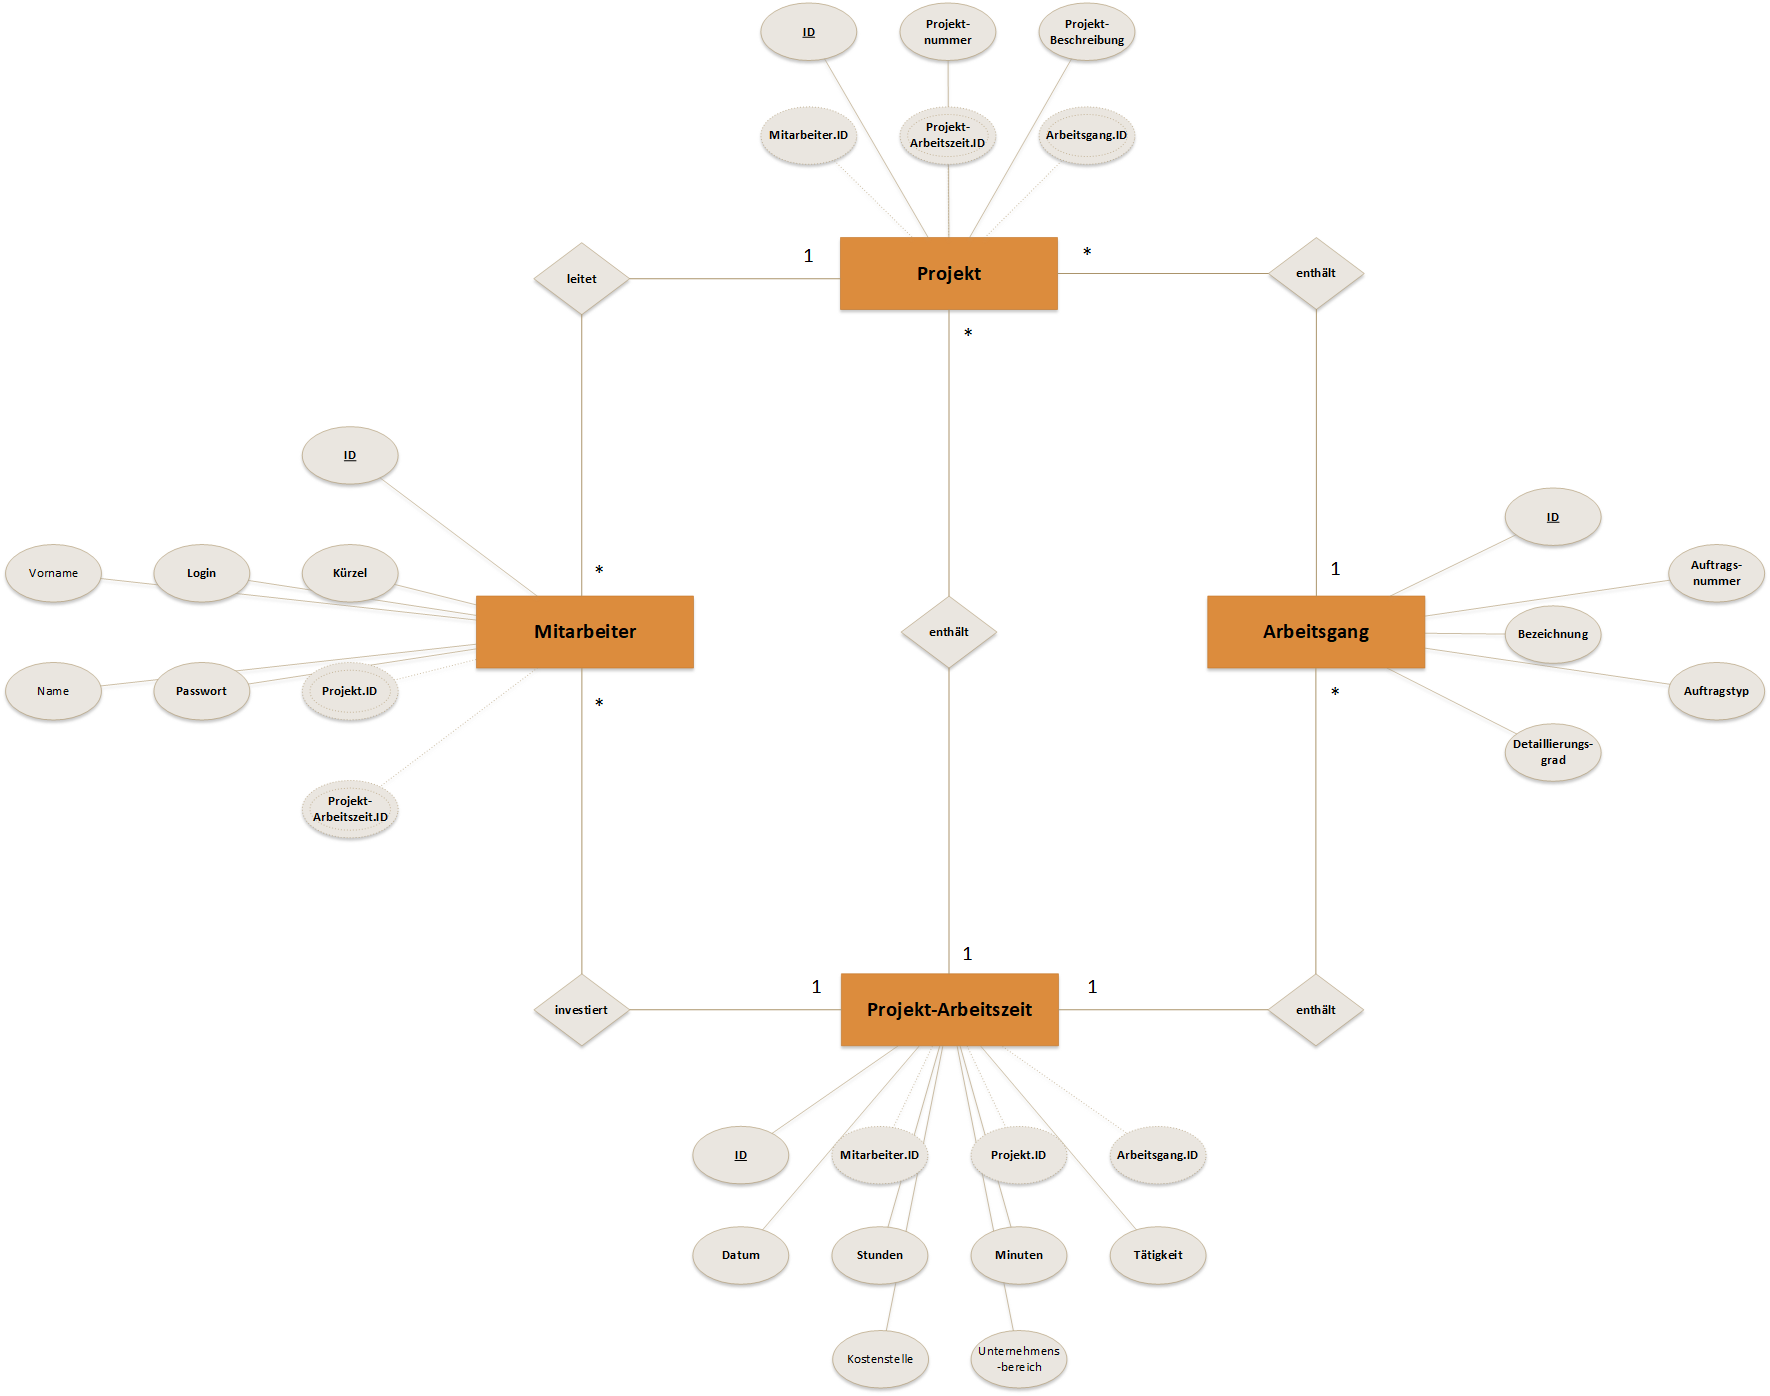 ID
Projekt-
nummer
Projekt-
Beschreibung
Mitarbeiter.ID
Projekt-
Arbeitszeit.ID
Arbeitsgang.ID
leitet
1
Projekt
*
enthält
*
ID
ID
Vorname
Login
Kürzel
*
1
Auftrags-
nummer
Mitarbeiter
enthält
Arbeitsgang
Bezeichnung
Name
Passwort
Projekt.ID
*
*
Auftragstyp
Detaillierungs-
grad
Projekt-
Arbeitszeit.ID
1
investiert
1
Projekt-Arbeitszeit
1
enthält
ID
Mitarbeiter.ID
Projekt.ID
Arbeitsgang.ID
Datum
Stunden
Minuten
Tätigkeit
Kostenstelle
Unternehmens
-bereich